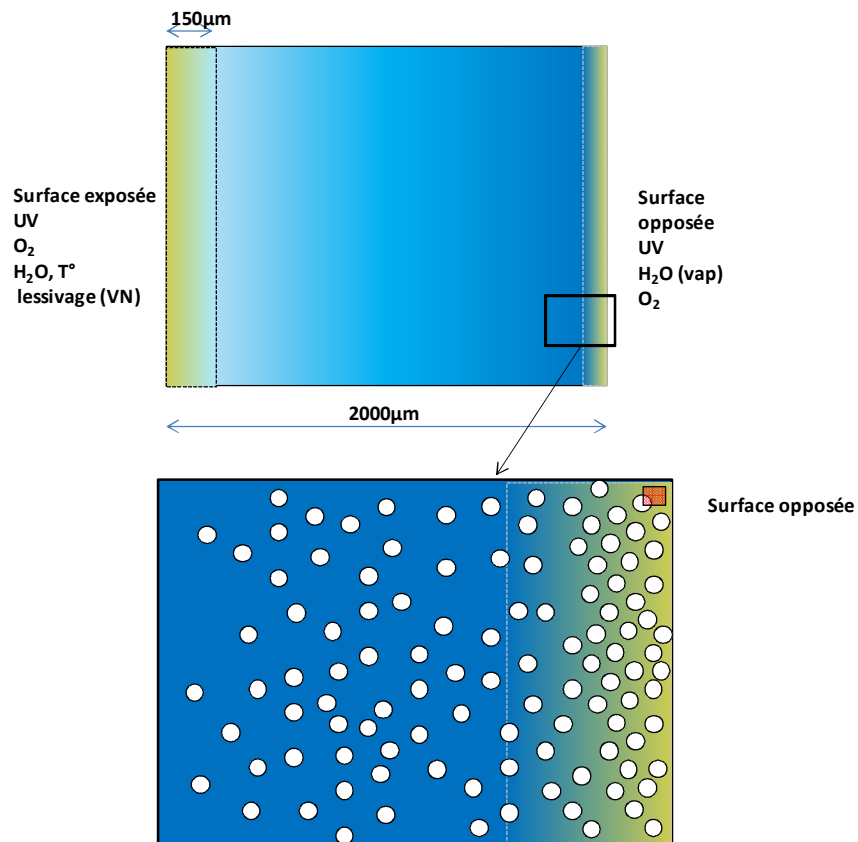 150µm
Surface exposée
UV
O₂
H₂O, T°
lessivage (VN)
Surface
opposée
UV
H₂O (vap)
O₂
2000µm
Surface opposée